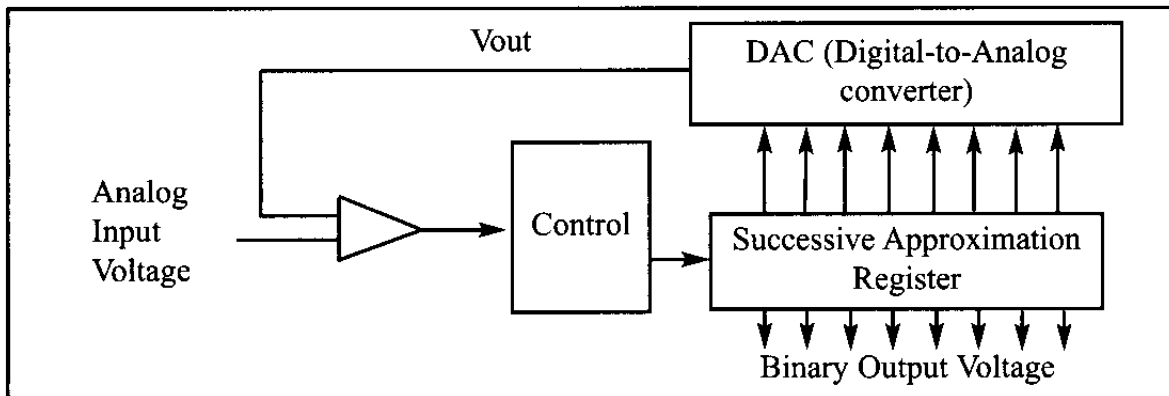 Vout
DAC (Digital-to-Analog
converter)
Analog
Input
Voltage
Control
Successive Approximation
Register
Binary Output Voltage